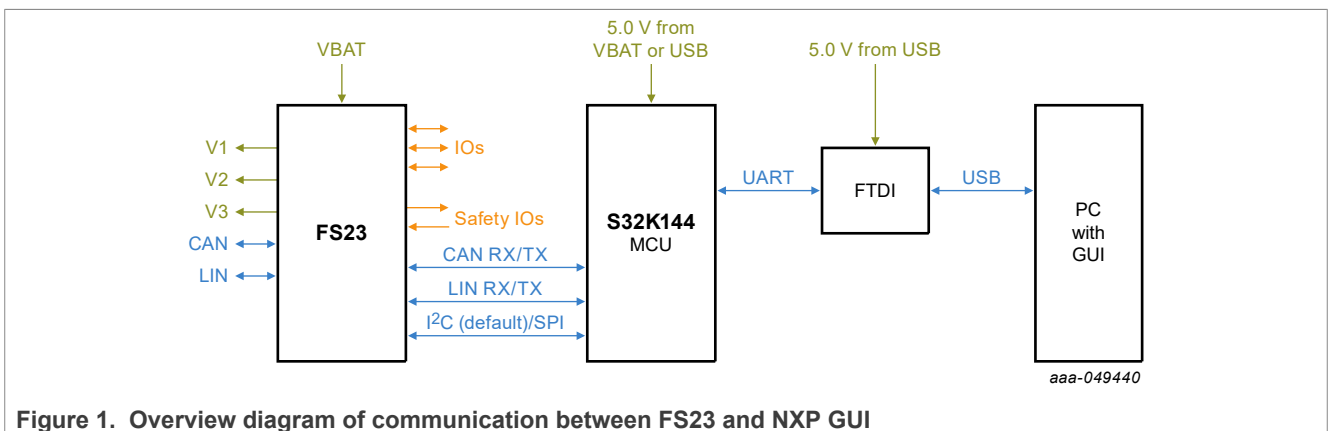 5.0 V from
VBAT
VBAT or USB
5.0 V from USB
V1
IOs
V2
UART
FTDI
USB
V3
Safety IOs
FS23
S32K144
MCU
PC
with
GUI
CAN
CAN RX/TX
LIN
LIN RX/TX
I²C (default)/SPI
aaa-049440
Figure 1. Overview diagram of communication between FS23 and NXP GUI